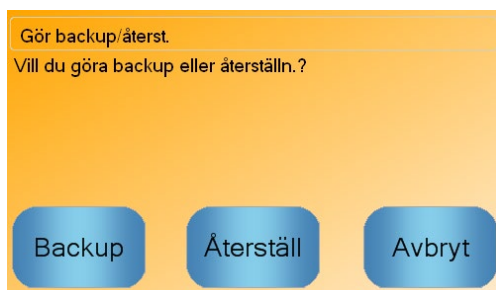 Gör backup/återst.
Vill du göra backup eller återställn.?
Backup Återställ Avbryt